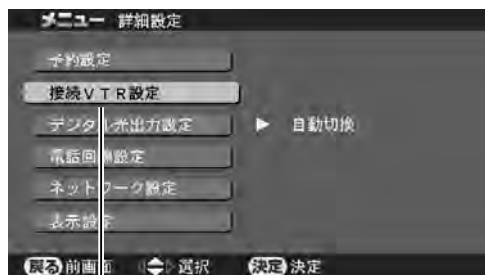 メニュー 詳細設定
予約設定
接続VTR設定
デジタル光出力設定 ▶ 自動切換
電話回線設定
ネットワーク設定
表示設定
戻る 前画面 選択 決定 決定